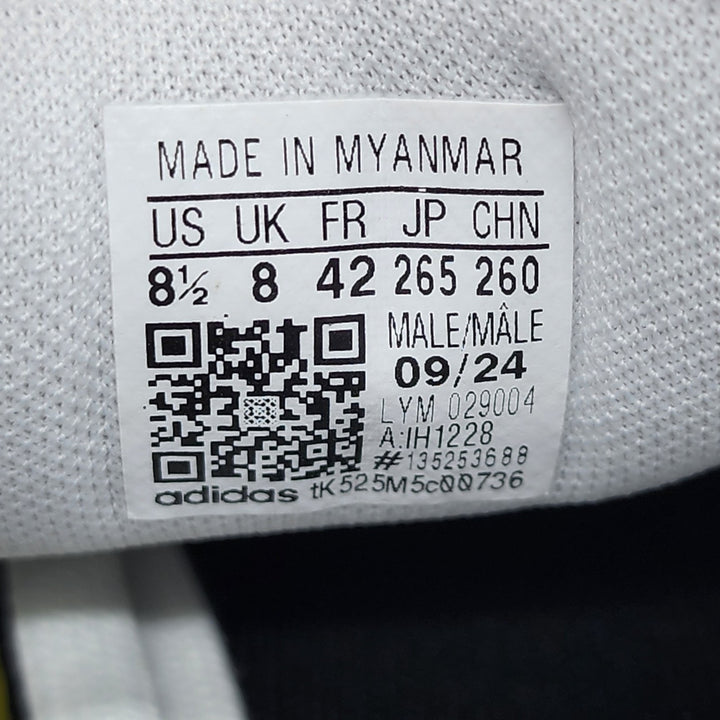 MADE IN MYANMAR
US UK FR JP CHN
8½ 8 42 265 260
MALE/MÂLE
09/24
LYM 029004
A:IH1228
#135253688
adidas tK525M5c00736